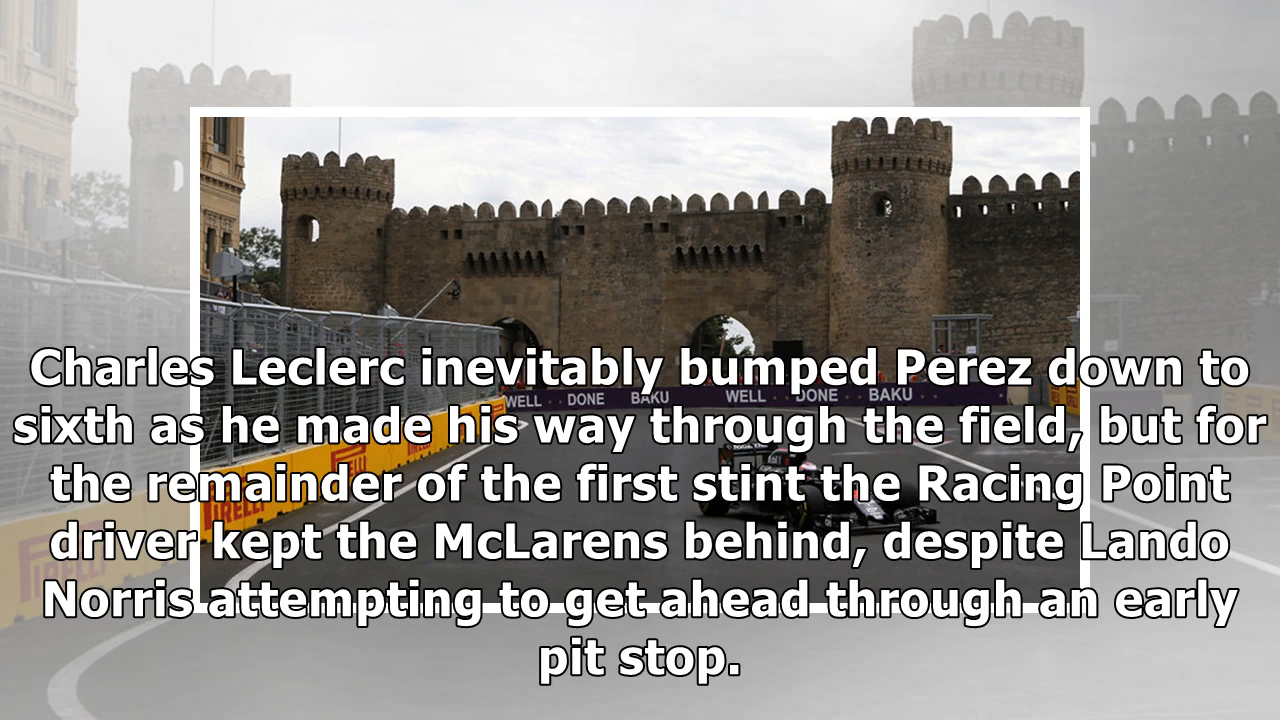 Charles Leclerc inevitably bumped Perez down to
sixth as he made his way through the field, but for
the remainder of the first stint the Racing Point
driver kept the McLarens behind, despite Lando
Norris attempting to get ahead through an early
pit stop.
WELL DONE BAKU WELL DONE BAKU
PIRELLI
PIRELLI
PIRELLI